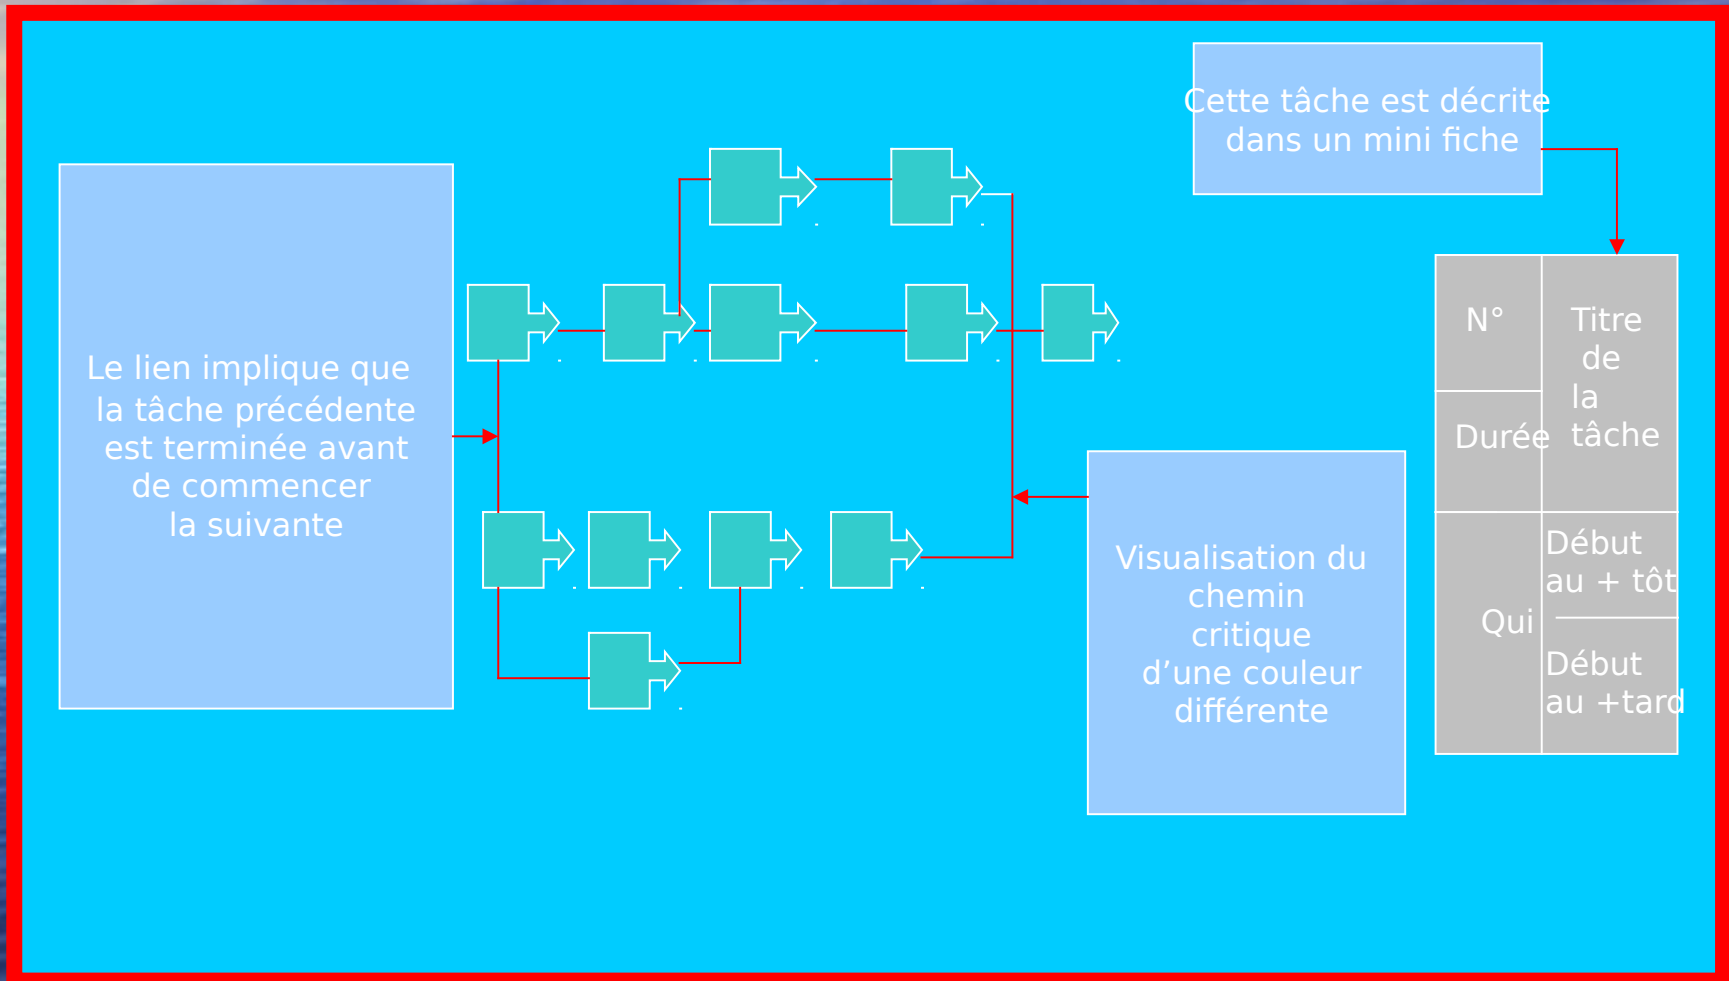 Cette tâche est décrite
dans un mini fiche
Le lien implique que
la tâche précédente
est terminée avant
de commencer
la suivante
N°
Titre
de
la
tâche
Durée
Qui
Début
au + tôt
Début
au +tard
Visualisation du
chemin
critique
d’une couleur
différente